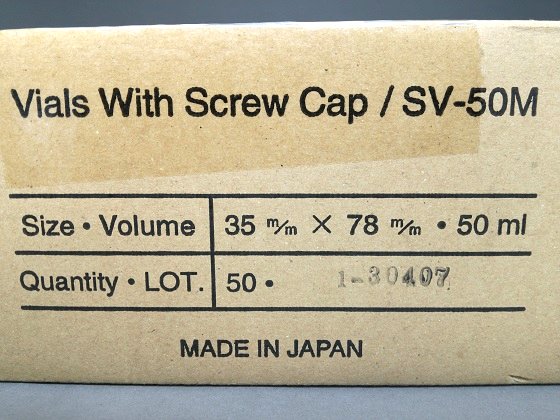 Vials With Screw Cap / SV-50M
Size • Volume 35 m/m × 78 m/m • 50 ml
Quantity • LOT. 50 • 1-30407
MADE IN JAPAN